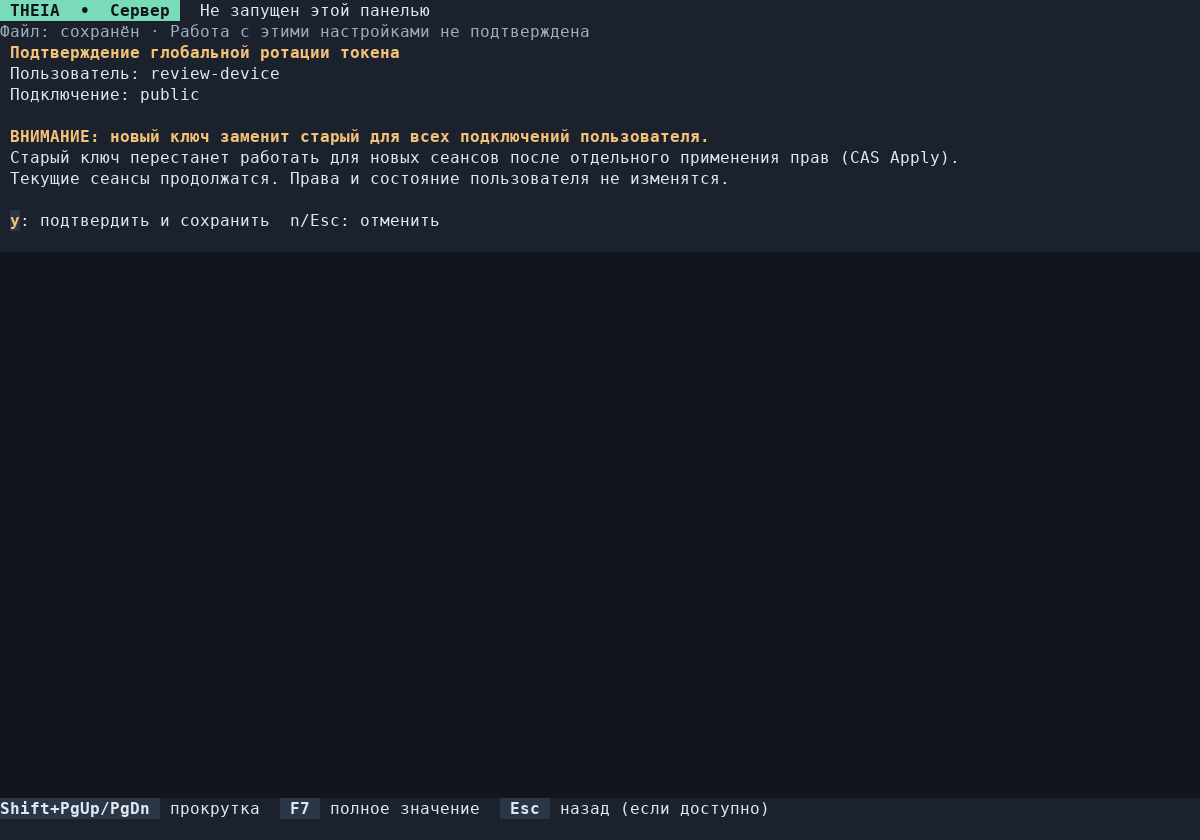 THEIA • Сервер Не запущен этой панелью
Файл: сохранён · Работа с этими настройками не подтверждена
Подтверждение глобальной ротации токена
Пользователь: review-device
Подключение: public
ВНИМАНИЕ: новый ключ заменит старый для всех подключений пользователя.
Старый ключ перестанет работать для новых сеансов после отдельного применения прав (CAS Apply).
Текущие сеансы продолжатся. Права и состояние пользователя не изменятся.
y: подтвердить и сохранить n/Esc: отменить
Shift+PgUp/PgDn прокрутка F7 полное значение Esc назад (если доступно)